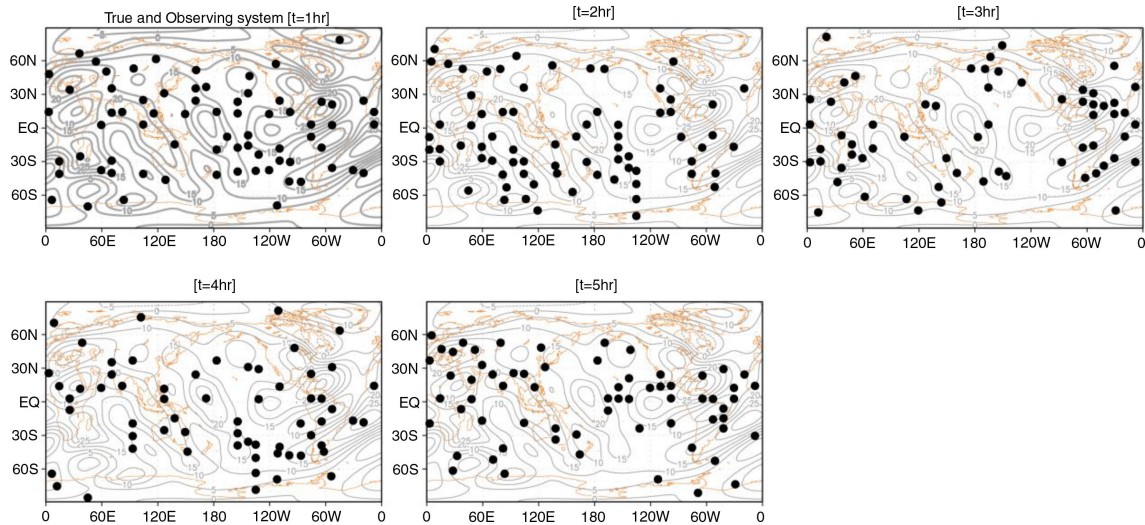 True and Observing system [t=1hr]
[t=2hr]
[t=3hr]
60N
30N
EQ
30S
60S
0 60E 120E 180 120W 60W 0
60N
30N
EQ
30S
60S
0 60E 120E 180 120W 60W 0
60N
30N
EQ
30S
60S
0 60E 120E 180 120W 60W 0
[t=4hr]
[t=5hr]
60N
30N
EQ
30S
60S
0 60E 120E 180 120W 60W 0
60N
30N
EQ
30S
60S
0 60E 120E 180 120W 60W 0